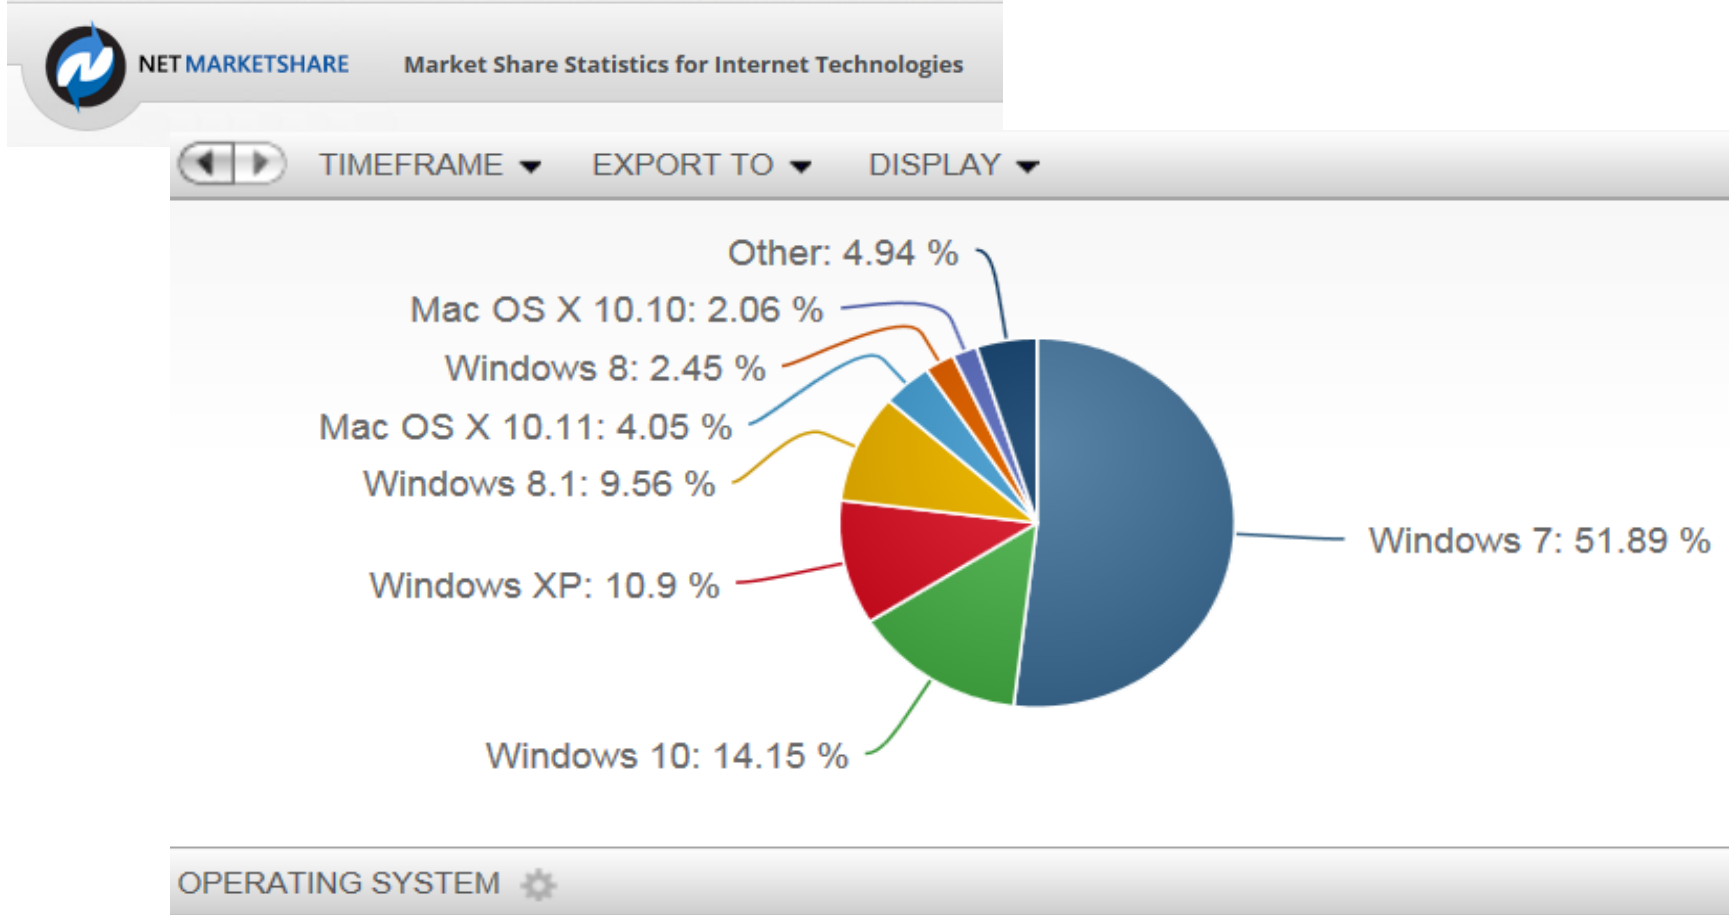 NETMARKETSHARE Market Share Statistics for Internet Technologies
TIMEFRAME EXPORT TO DISPLAY
Other: 4.94 %
Mac OS X 10.10: 2.06 %
Windows 8: 2.45 %
Mac OS X 10.11: 4.05 %
Windows 8.1: 9.56 %
Windows 7: 51.89 %
Windows XP: 10.9 %
Windows 10: 14.15 %
OPERATING SYSTEM